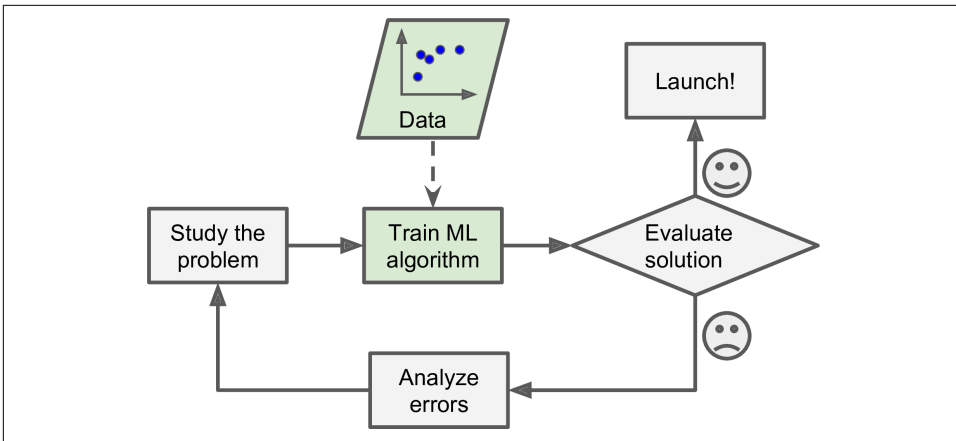 Data
Launch!
Study the
problem
Train ML
algorithm
Evaluate
solution
Analyze
errors